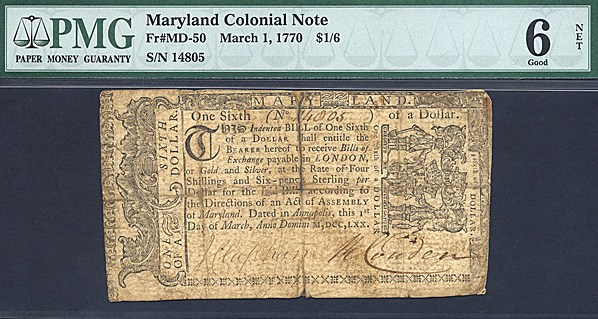 PMG
PAPER MONEY GUARANTY
Maryland Colonial Note
Fr#MD-50 March 1, 1770 $1/6
S/N 14805
6
Good
NET
MARYLAND.
One Sixth (No 14805) of a Dollar.
THIS Indented BILL of One Sixth
of a DOLLAR shall entitle the
BEARER hereof to receive Bills of
Exchange payable in LONDON,
or Gold and Silver, at the Rate of Four
Shillings and Six-pence Sterling per
Dollar for the said Bills according to
the Directions of an Act of ASSEMBLY
of Maryland. Dated in Annapolis, this 1st
Day of March, Anno Domini M,DCC,LXX.
ONE SIXTH
OF A DOLLAR.